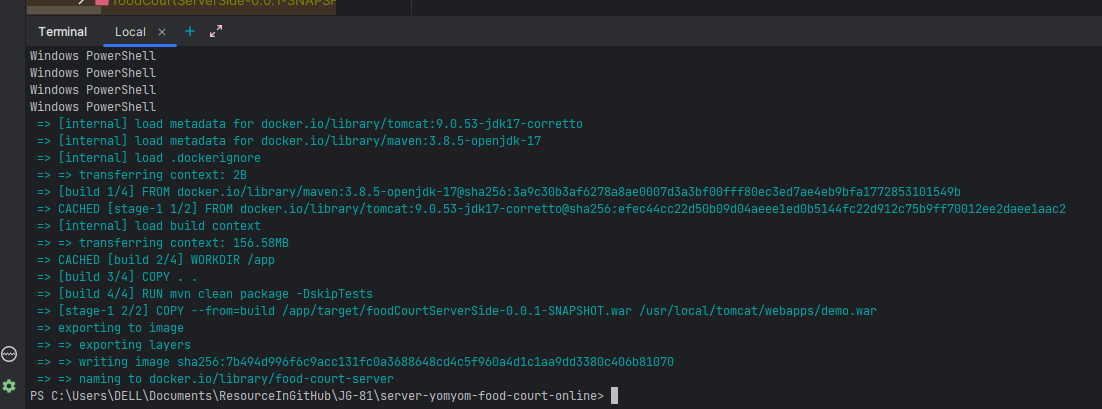 foodCourtServerSide-0.0.1-SNAPSH
Terminal Local × +
Windows PowerShell
Windows PowerShell
Windows PowerShell
Windows PowerShell
=> [internal] load metadata for docker.io/library/tomcat:9.0.53-jdk17-corretto
=> [internal] load metadata for docker.io/library/maven:3.8.5-openjdk-17
=> [internal] load .dockerignore
=> => transferring context: 2B
=> [build 1/4] FROM docker.io/library/maven:3.8.5-openjdk-17@sha256:3a9c30b3af6278a8ae0007d3a3bf00fff80ec3ed7ae4eb9bfa1772853101549b
=> CACHED [stage-1 1/2] FROM docker.io/library/tomcat:9.0.53-jdk17-corretto@sha256:efec44cc22d50b09d04aeee1ed0b5144fc22d912c75b9ff70012ee2daee1aac2
=> [internal] load build context
=> => transferring context: 156.58MB
=> CACHED [build 2/4] WORKDIR /app
=> [build 3/4] COPY . .
=> [build 4/4] RUN mvn clean package -DskipTests
=> [stage-1 2/2] COPY --from=build /app/target/foodCourtServerSide-0.0.1-SNAPSHOT.war /usr/local/tomcat/webapps/demo.war
=> exporting to image
=> => exporting layers
=> => writing image sha256:7b494d996f6c9acc131fc0a3688648cd4c5f960a4d1c1aa9dd3380c406b81070
=> => naming to docker.io/library/food-court-server
PS C:\Users\DELL\Documents\ResourceInGitHub\JG-81\server-yomyom-food-court-online>